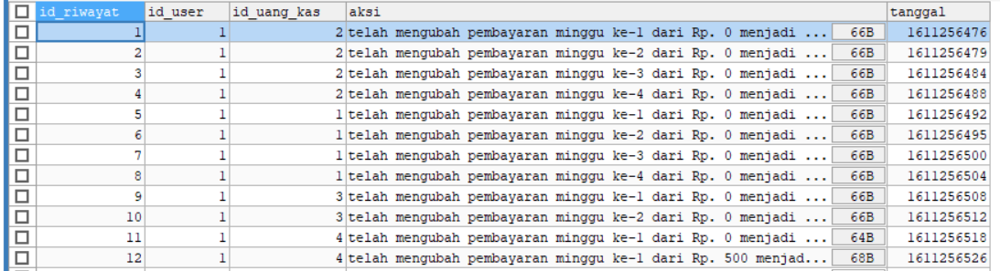 id_riwayat id_user id_uang_kas aksi tanggal
1 1 2 telah mengubah pembayaran minggu ke-1 dari Rp. 0 menjadi ... 66B 1611256476
2 1 2 telah mengubah pembayaran minggu ke-2 dari Rp. 0 menjadi ... 66B 1611256479
3 1 2 telah mengubah pembayaran minggu ke-3 dari Rp. 0 menjadi ... 66B 1611256484
4 1 2 telah mengubah pembayaran minggu ke-4 dari Rp. 0 menjadi ... 66B 1611256488
5 1 1 telah mengubah pembayaran minggu ke-1 dari Rp. 0 menjadi ... 66B 1611256492
6 1 1 telah mengubah pembayaran minggu ke-2 dari Rp. 0 menjadi ... 66B 1611256495
7 1 1 telah mengubah pembayaran minggu ke-3 dari Rp. 0 menjadi ... 66B 1611256500
8 1 1 telah mengubah pembayaran minggu ke-4 dari Rp. 0 menjadi ... 66B 1611256504
9 1 3 telah mengubah pembayaran minggu ke-1 dari Rp. 0 menjadi ... 66B 1611256508
10 1 3 telah mengubah pembayaran minggu ke-2 dari Rp. 0 menjadi ... 66B 1611256512
11 1 4 telah mengubah pembayaran minggu ke-1 dari Rp. 0 menjadi ... 64B 1611256518
12 1 4 telah mengubah pembayaran minggu ke-1 dari Rp. 500 menjad... 68B 1611256526